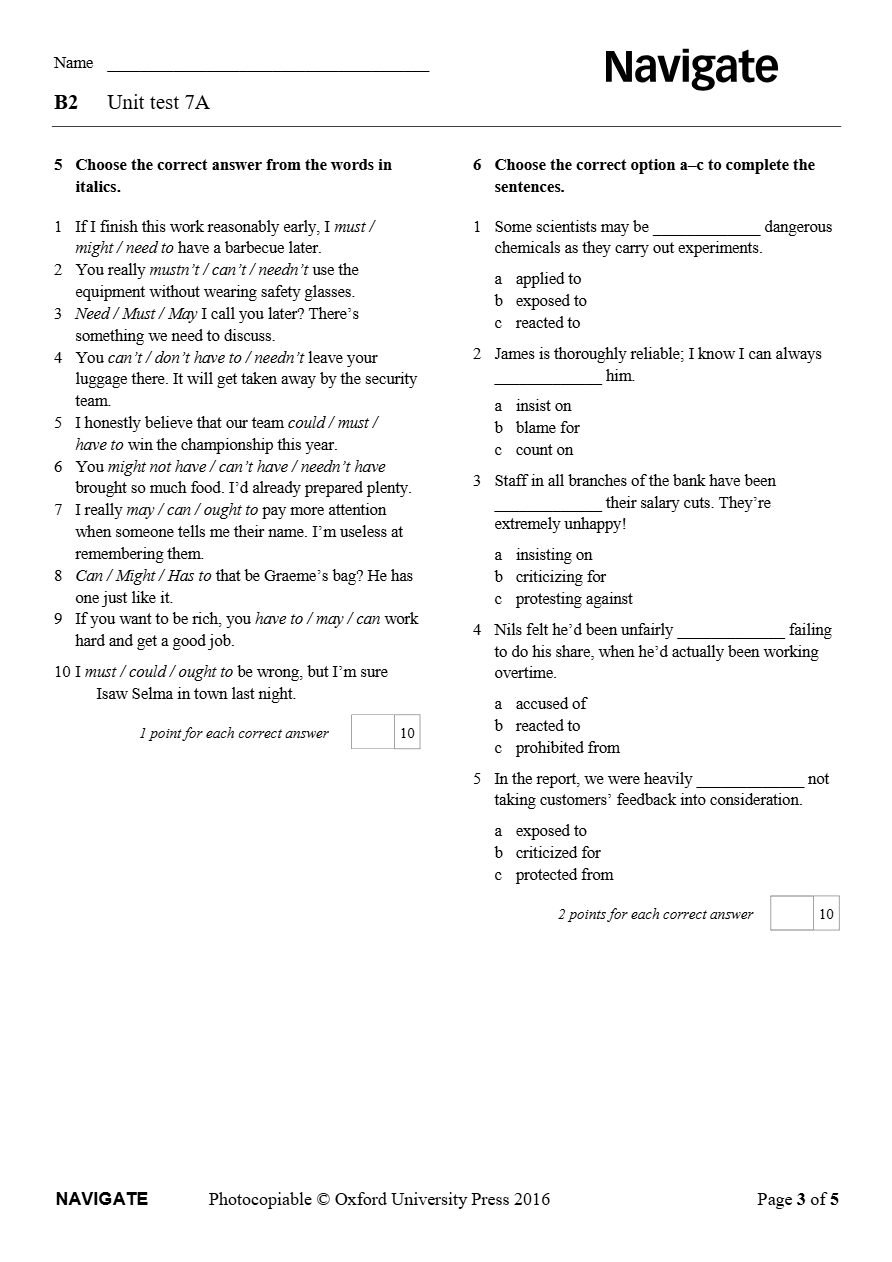 Name ___________________________________
Navigate
B2 Unit test 7A
5 Choose the correct answer from the words in
italics.
1 If I finish this work reasonably early, I must /
might / need to have a barbecue later.
2 You really mustn’t / can’t / needn’t use the
equipment without wearing safety glasses.
3 Need / Must / May I call you later? There’s
something we need to discuss.
4 You can’t / don’t have to / needn’t leave your
luggage there. It will get taken away by the security
team.
5 I honestly believe that our team could / must /
have to win the championship this year.
6 You might not have / can’t have / needn’t have
brought so much food. I’d already prepared plenty.
7 I really may / can / ought to pay more attention
when someone tells me their name. I’m useless at
remembering them.
8 Can / Might / Has to that be Graeme’s bag? He has
one just like it.
9 If you want to be rich, you have to / may / can work
hard and get a good job.
10 I must / could / ought to be wrong, but I’m sure
Isaw Selma in town last night.
1 point for each correct answer 10
6 Choose the correct option a–c to complete the
sentences.
1 Some scientists may be _____________ dangerous
chemicals as they carry out experiments.
a applied to
b exposed to
c reacted to
2 James is thoroughly reliable; I know I can always
_____________ him.
a insist on
b blame for
c count on
3 Staff in all branches of the bank have been
_____________ their salary cuts. They’re
extremely unhappy!
a insisting on
b criticizing for
c protesting against
4 Nils felt he’d been unfairly _____________ failing
to do his share, when he’d actually been working
overtime.
a accused of
b reacted to
c prohibited from
5 In the report, we were heavily _____________ not
taking customers’ feedback into consideration.
a exposed to
b criticized for
c protected from
2 points for each correct answer 10
NAVIGATE Photocopiable © Oxford University Press 2016 Page 3 of 5